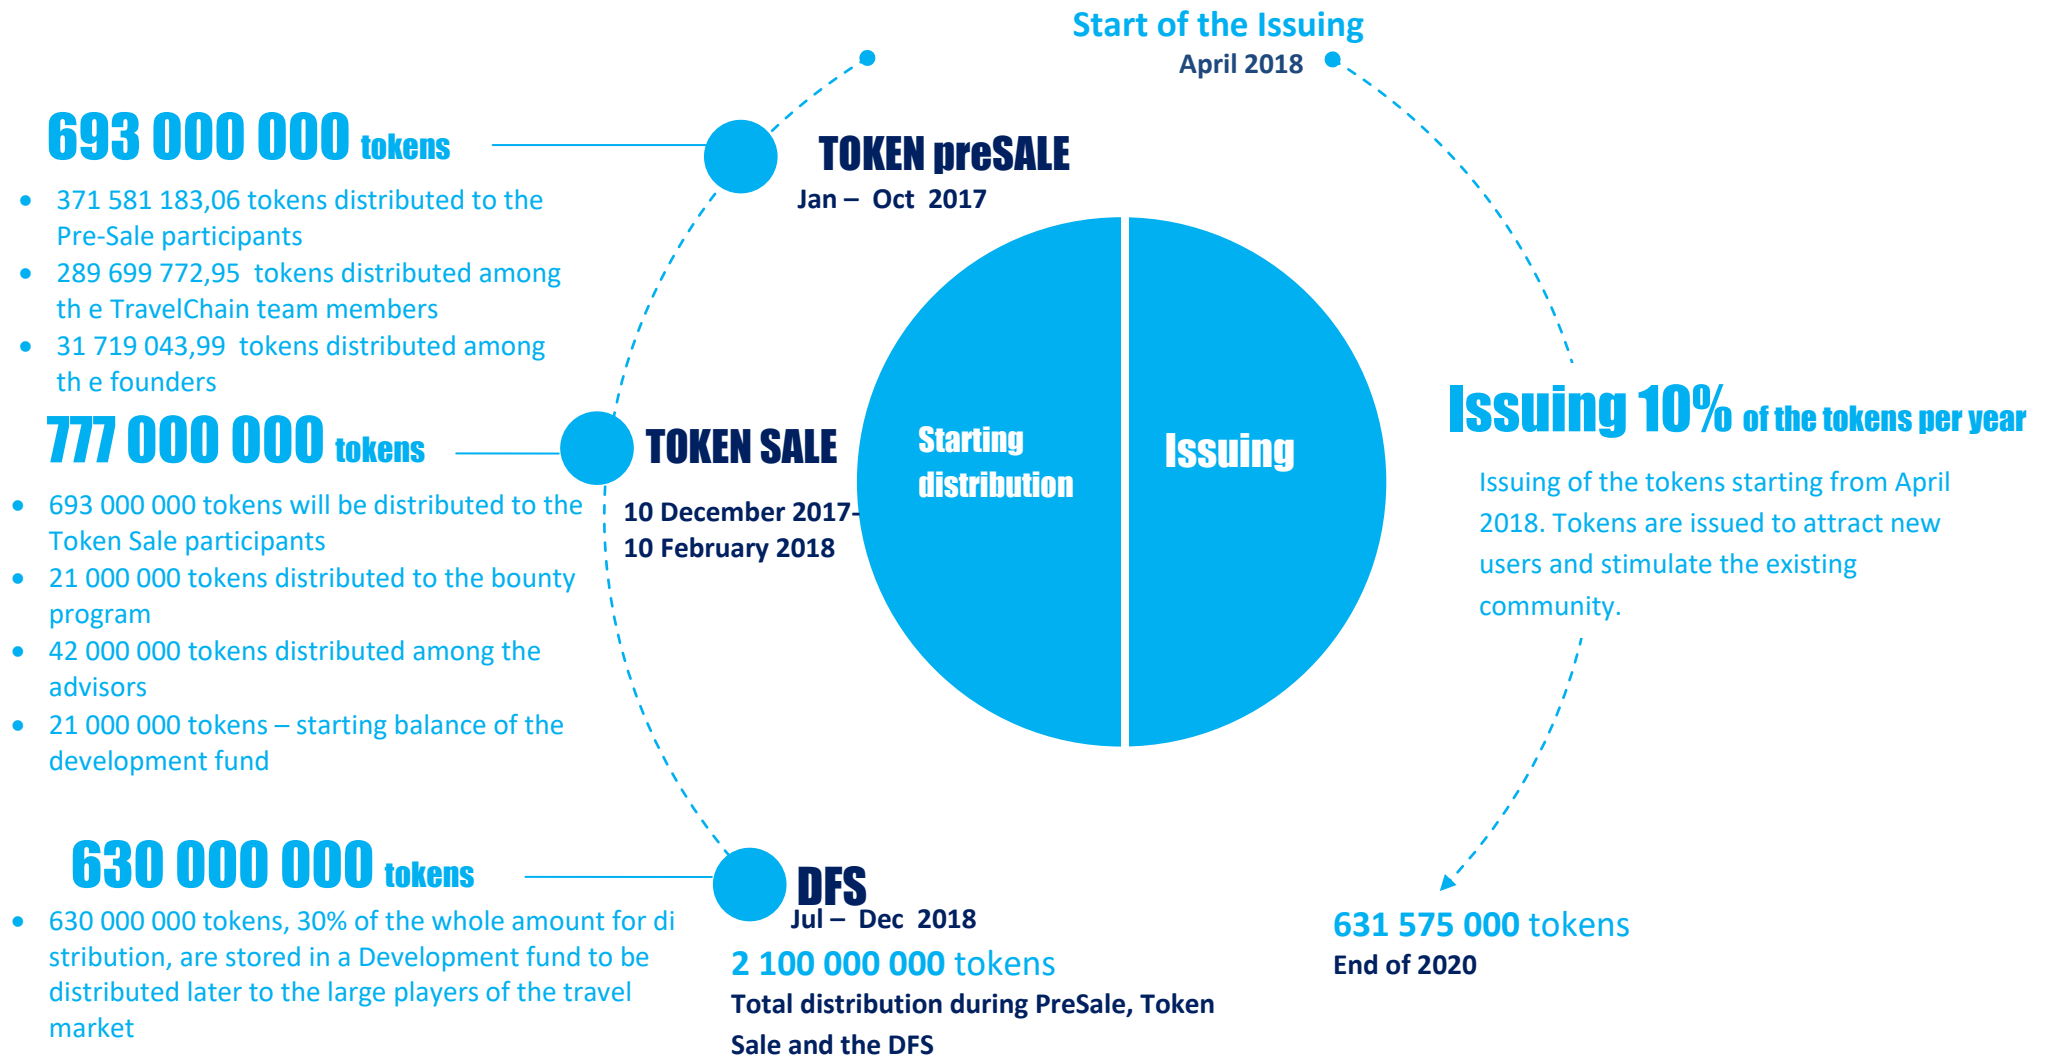 Start of the Issuing
April 2018
693 000 000 tokens
• 371 581 183,06 tokens distributed to the
Pre-Sale participants
• 289 699 772,95 tokens distributed among
th e TravelChain team members
• 31 719 043,99 tokens distributed among
th e founders
TOKEN preSALE
Jan – Oct 2017
777 000 000 tokens
• 693 000 000 tokens will be distributed to the
Token Sale participants
• 21 000 000 tokens distributed to the bounty
program
• 42 000 000 tokens distributed among the
advisors
• 21 000 000 tokens – starting balance of the
development fund
TOKEN SALE
10 December 2017-
10 February 2018
Starting
distribution
Issuing
Issuing 10% of the tokens per year
Issuing of the tokens starting from April
2018. Tokens are issued to attract new
users and stimulate the existing
community.
630 000 000 tokens
• 630 000 000 tokens, 30% of the whole amount for di
stribution, are stored in a Development fund to be
distributed later to the large players of the travel
market
DFS
Jul – Dec 2018
2 100 000 000 tokens
Total distribution during PreSale, Token
Sale and the DFS
631 575 000 tokens
End of 2020